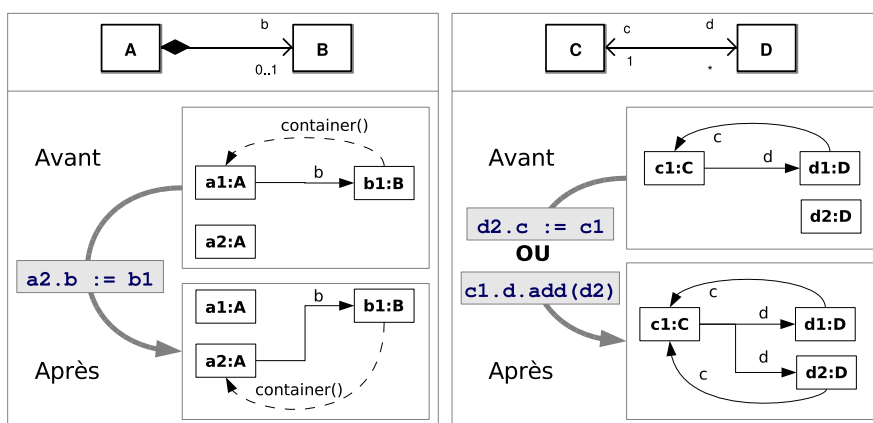 b
A
B
0..1
Avant
container()
a1:A
b
b1:B
a2:A
a2.b := b1
a1:A
b
b1:B
a2:A
container()
Après
c
d
C
D
1
*
Avant
c
c1:C
d
d1:D
d2:D
d2.c := c1
OU
c1.d.add(d2)
c
c1:C
d
d1:D
d
d2:D
c
Après